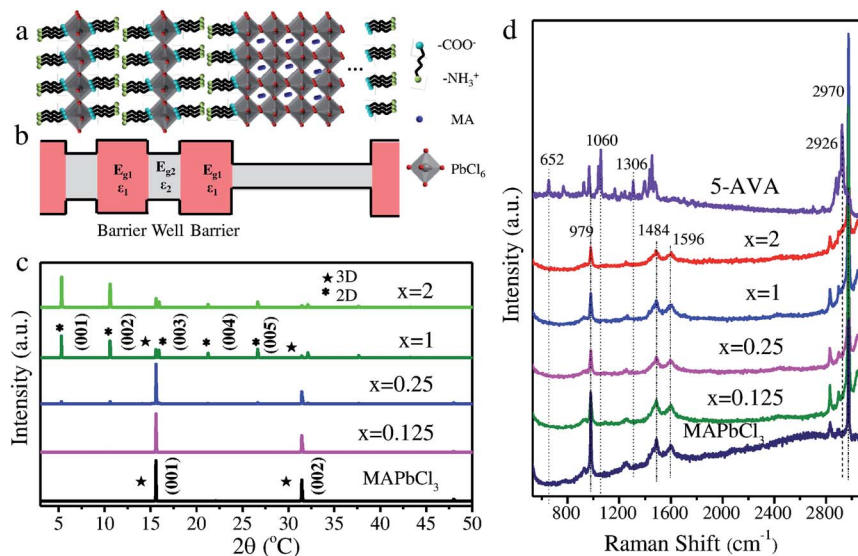 a
-COO⁻
-NH₃⁺
MA
PbCl₆
b
E_g1 E_g2 E_g1
ε₁ ε₂ ε₁
Barrier Well Barrier
c
Intensity (a.u.)
★ 3D
✱ 2D
x=2
✱ (001) ✱ (002) ★ ✱ (003) ✱ (004) ✱ (005) ★
x=1
x=0.25
x=0.125
★ (001) ★ (002) MAPbCl₃
5 10 15 20 25 30 35 40 45 50
2θ (°C)
d
Intensity (a.u.)
2970
2926
1060
652 1306
5-AVA
979 1484 1596
x=2
x=1
x=0.25
x=0.125
MAPbCl₃
800 1600 2400 3000
Raman Shift (cm⁻¹)